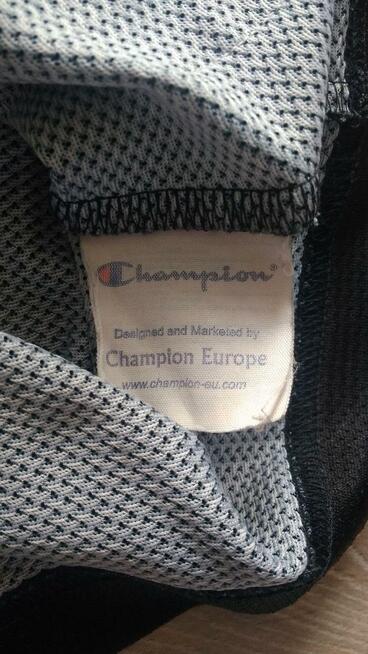 Champion®
Designed and Marketed by
Champion Europe
www.champion-eu.com